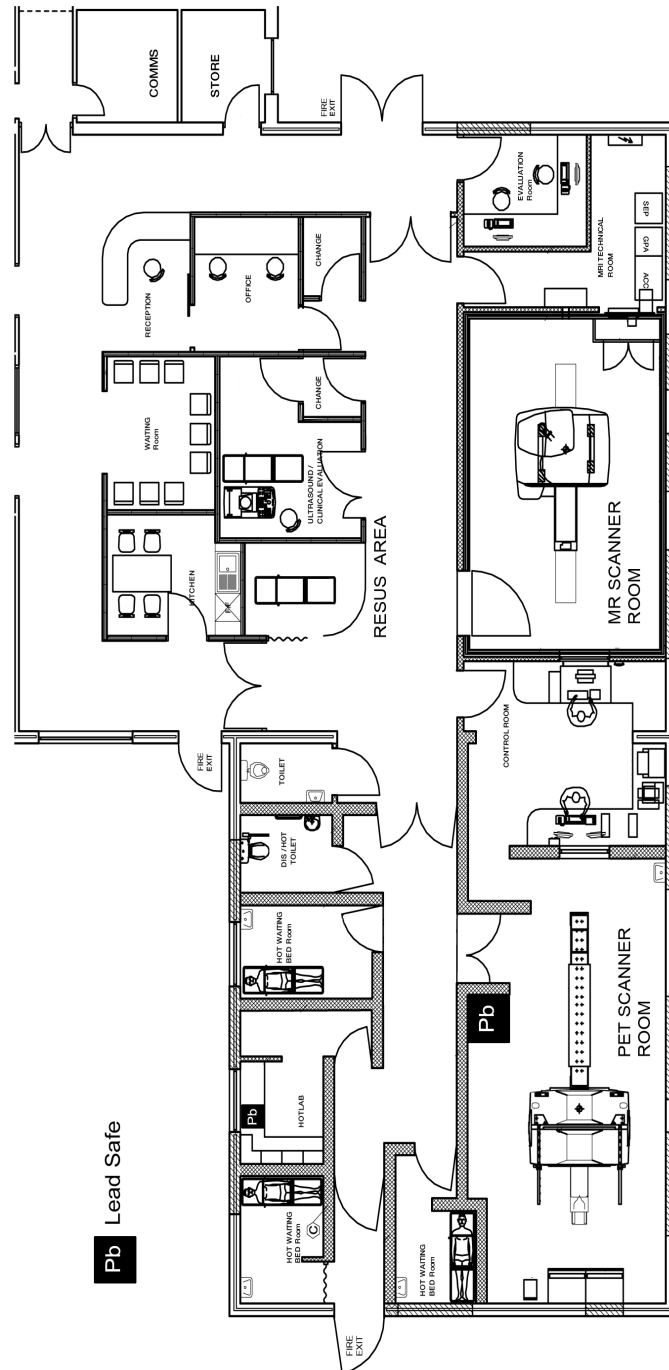 COMMS
STORE
FIRE
EXIT
EVALUATION
Room
SEP
GPA
ACC
MRI TECHNICAL
ROOM
CHANGE
OFFICE
RECEPTION
WAITING
Room
CHANGE
ULTRASOUND /
CLINICAL EVALUATION
KITCHEN
RESUS AREA
MR SCANNER
ROOM
CONTROL ROOM
FIRE
EXIT
TOILET
DIS / HOT
TOILET
HOT WAITING
BED Room
Pb
PET SCANNER
ROOM
Pb
HOTLAB
Pb Lead Safe
HOT WAITING
BED Room
C
HOT WAITING
BED Room
FIRE
EXIT